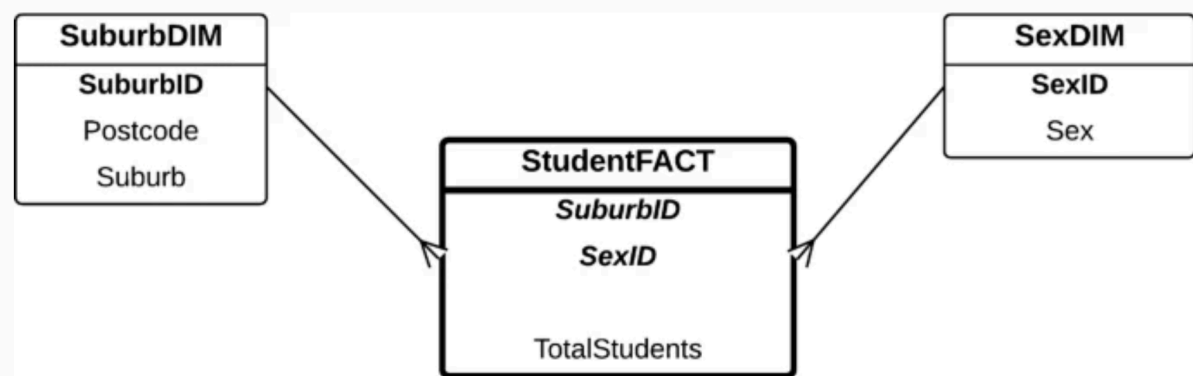 SuburbDIM
SuburbID
Postcode
Suburb
StudentFACT
SuburbID
SexID
TotalStudents
SexDIM
SexID
Sex